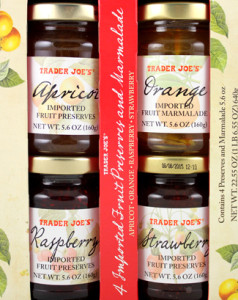 TRADER JOE'S
Apricot
IMPORTED
FRUIT PRESERVES
NET WT. 5.6 OZ (160g)
TRADER JOE'S
Orange
IMPORTED
FRUIT MARMALADE
NET WT. 5.6 OZ (160g)
TRADER JOE'S
4 Imported Fruit Preserves and Marmalade
APRICOT • ORANGE • RASPBERRY • STRAWBERRY
TRADER JOE'S
Raspberry
IMPORTED
FRUIT PRESERVES
NET WT. 5.6 OZ (160g)
TRADER JOE'S
Strawberry
IMPORTED
FRUIT PRESERVES
NET WT. 5.6 OZ (160g)
Contains 4 Preserves and Marmalade 5.6 oz
NET WT. 22.55 OZ (1 LB 6.55 OZ) 640g